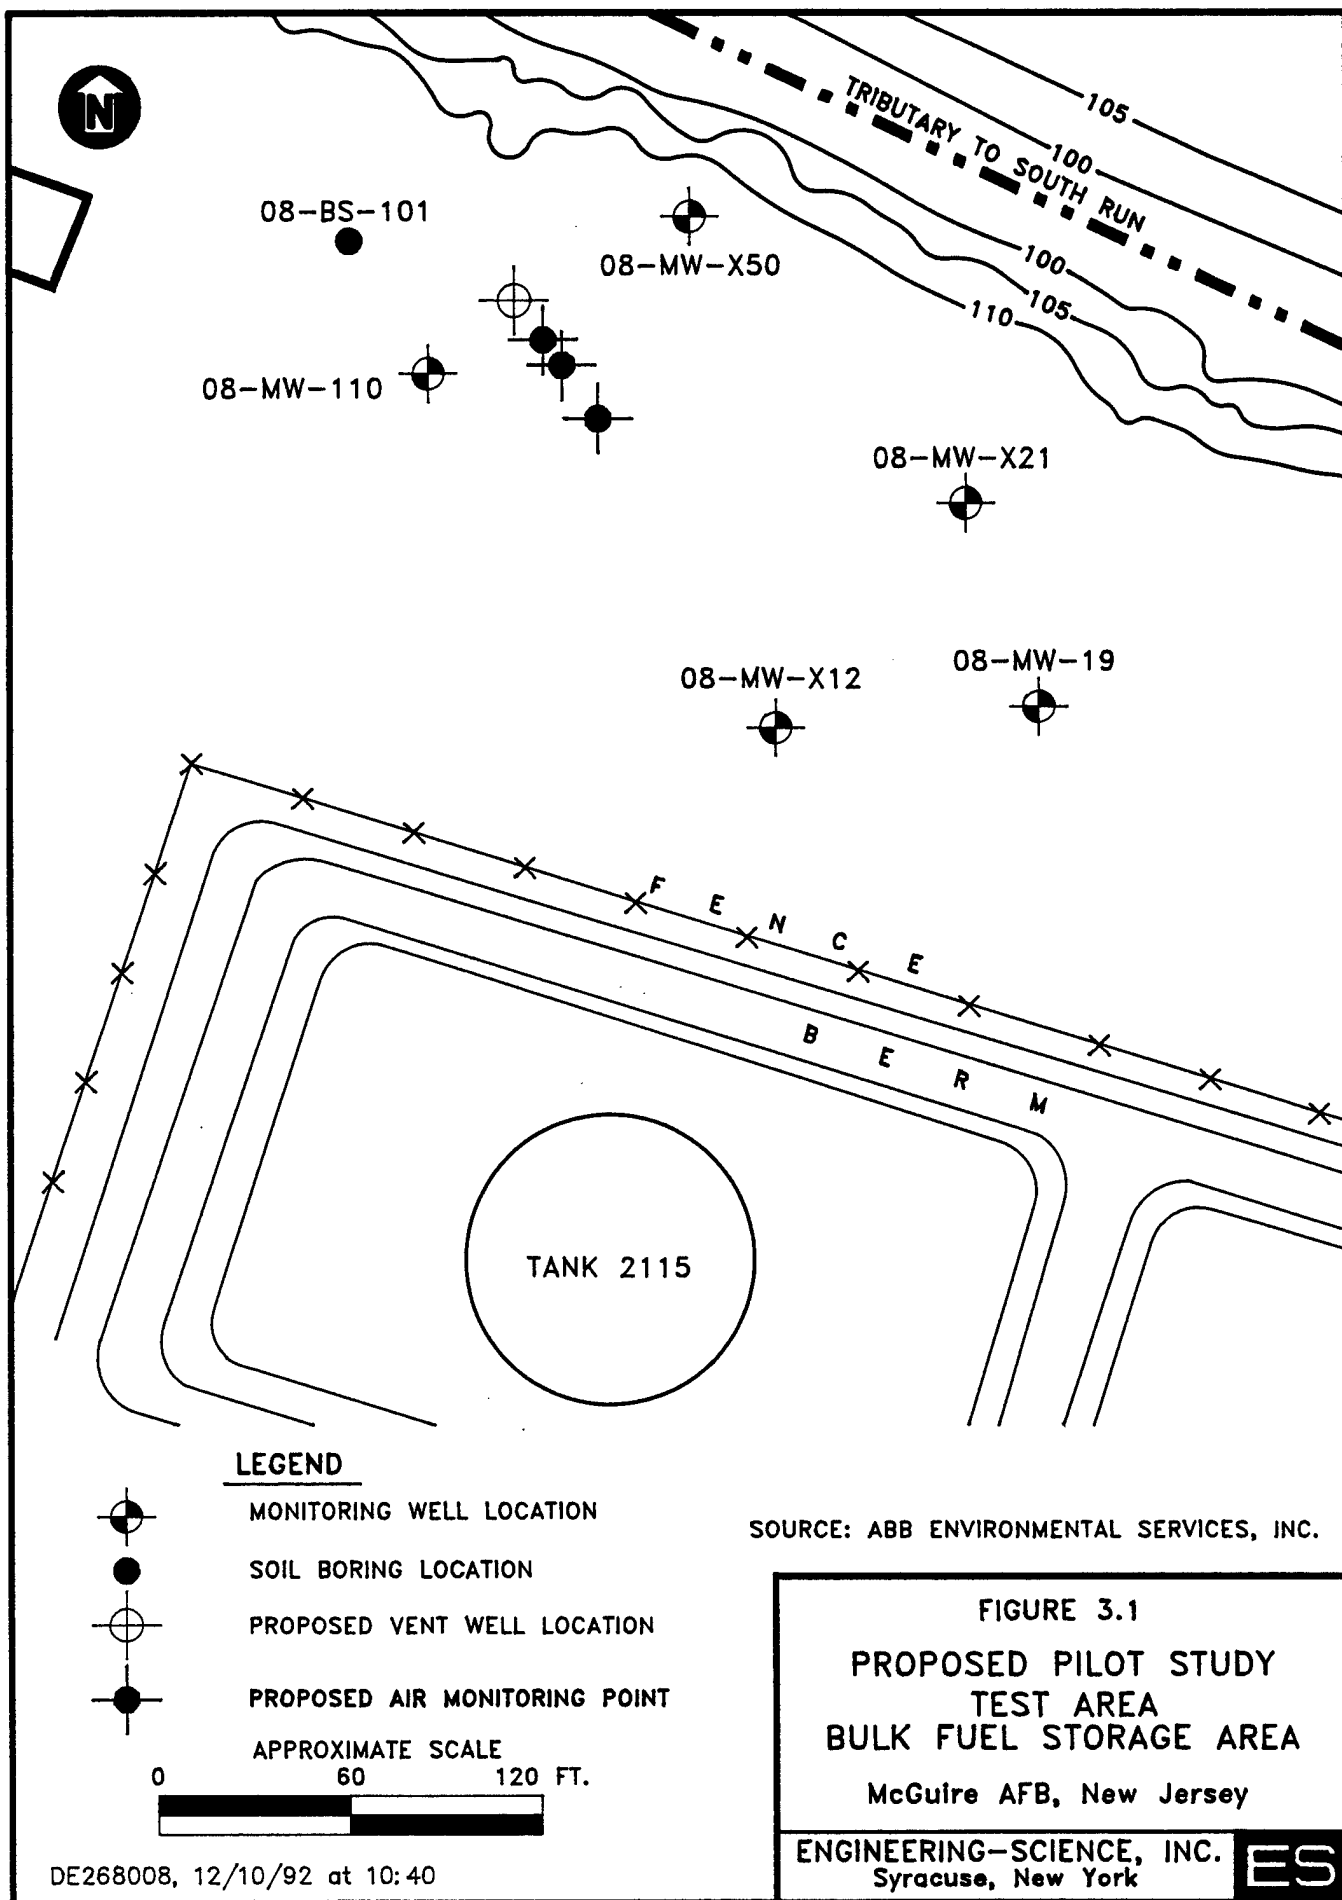 N
TRIBUTARY TO SOUTH RUN
105
100
100
105
110
08-BS-101
08-MW-X50
08-MW-110
08-MW-X21
08-MW-X12
08-MW-19
FENCE
BERM
TANK 2115
LEGEND
MONITORING WELL LOCATION
SOIL BORING LOCATION
PROPOSED VENT WELL LOCATION
PROPOSED AIR MONITORING POINT
APPROXIMATE SCALE
0 60 120 FT.
DE268008, 12/10/92 at 10:40
SOURCE: ABB ENVIRONMENTAL SERVICES, INC.
FIGURE 3.1
PROPOSED PILOT STUDY
TEST AREA
BULK FUEL STORAGE AREA
McGuire AFB, New Jersey
ENGINEERING-SCIENCE, INC.
Syracuse, New York
ES